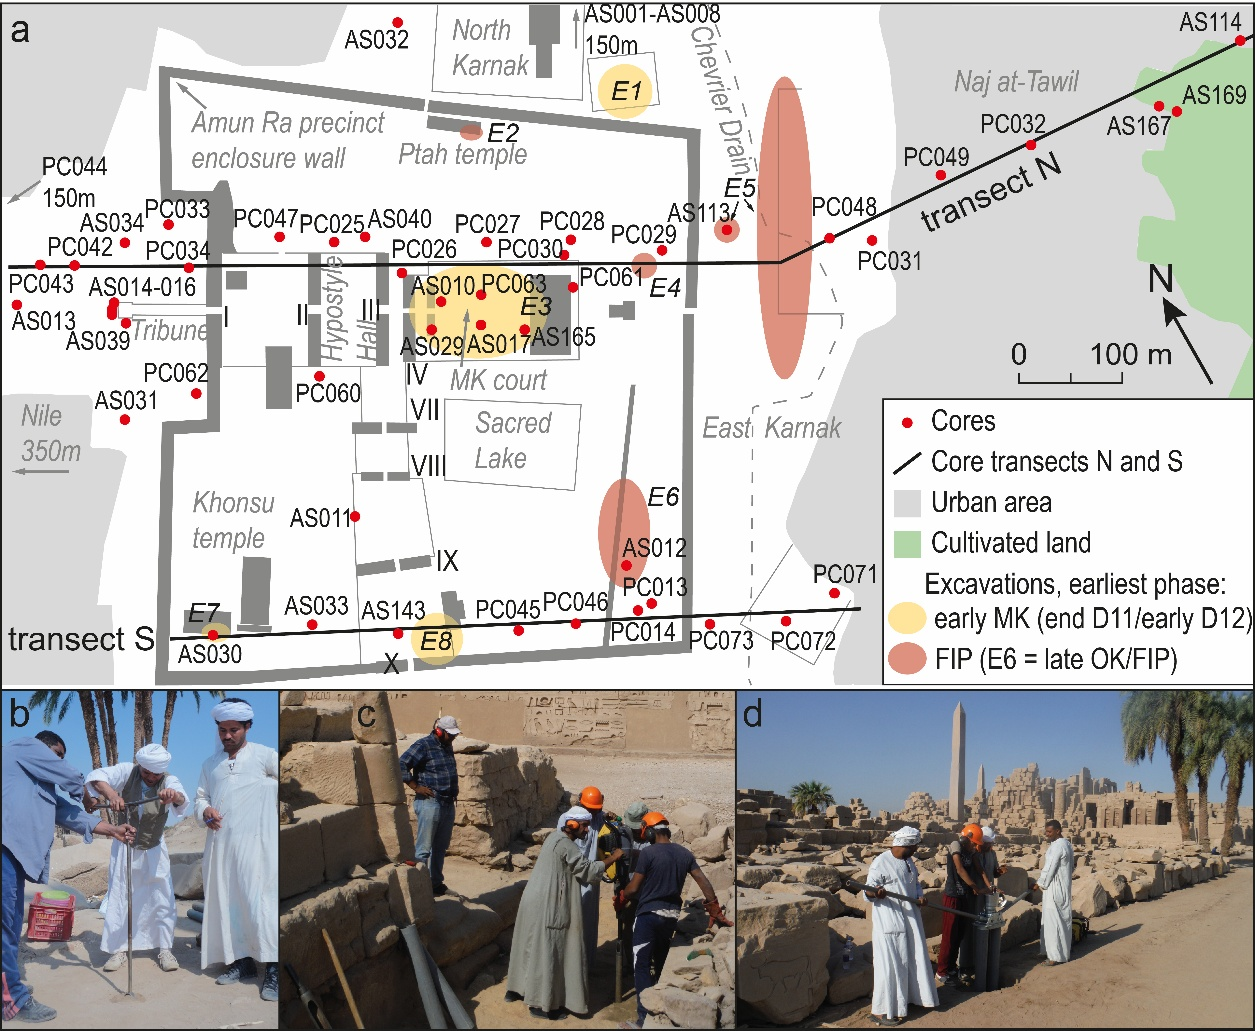 a
AS032
North
Karnak
AS001-AS008
150m
Chevrier Drain
Naj at-Tawil
AS114
AS169
AS167
E1
Amun Ra precinct
enclosure wall
E2
Ptah temple
PC032
PC049
transect N
PC044
150m
E5
AS113/
PC048
PC031
PC033
AS034
PC042
PC034
PC047
PC025
AS040
PC026
PC027
PC028
PC030
PC029
PC061
E4
PC043
AS013
AS014-016
AS039
Tribune
I
II
Hypostyle
Hall
III
AS010
PC063
E3
AS029
AS017
AS165
MK court
N
0 100 m
PC062
AS031
PC060
IV
VII
VIII
Sacred
Lake
East Karnak
Nile
350m
Khonsu
temple
AS011
IX
E6
AS012
PC013
PC014
PC071
PC073
PC072
E7
AS033
AS143
PC045
PC046
E8
X
transect S
AS030
Cores
Core transects N and S
Urban area
Cultivated land
Excavations, earliest phase:
early MK (end D11/early D12)
FIP (E6 = late OK/FIP)
b
c
d